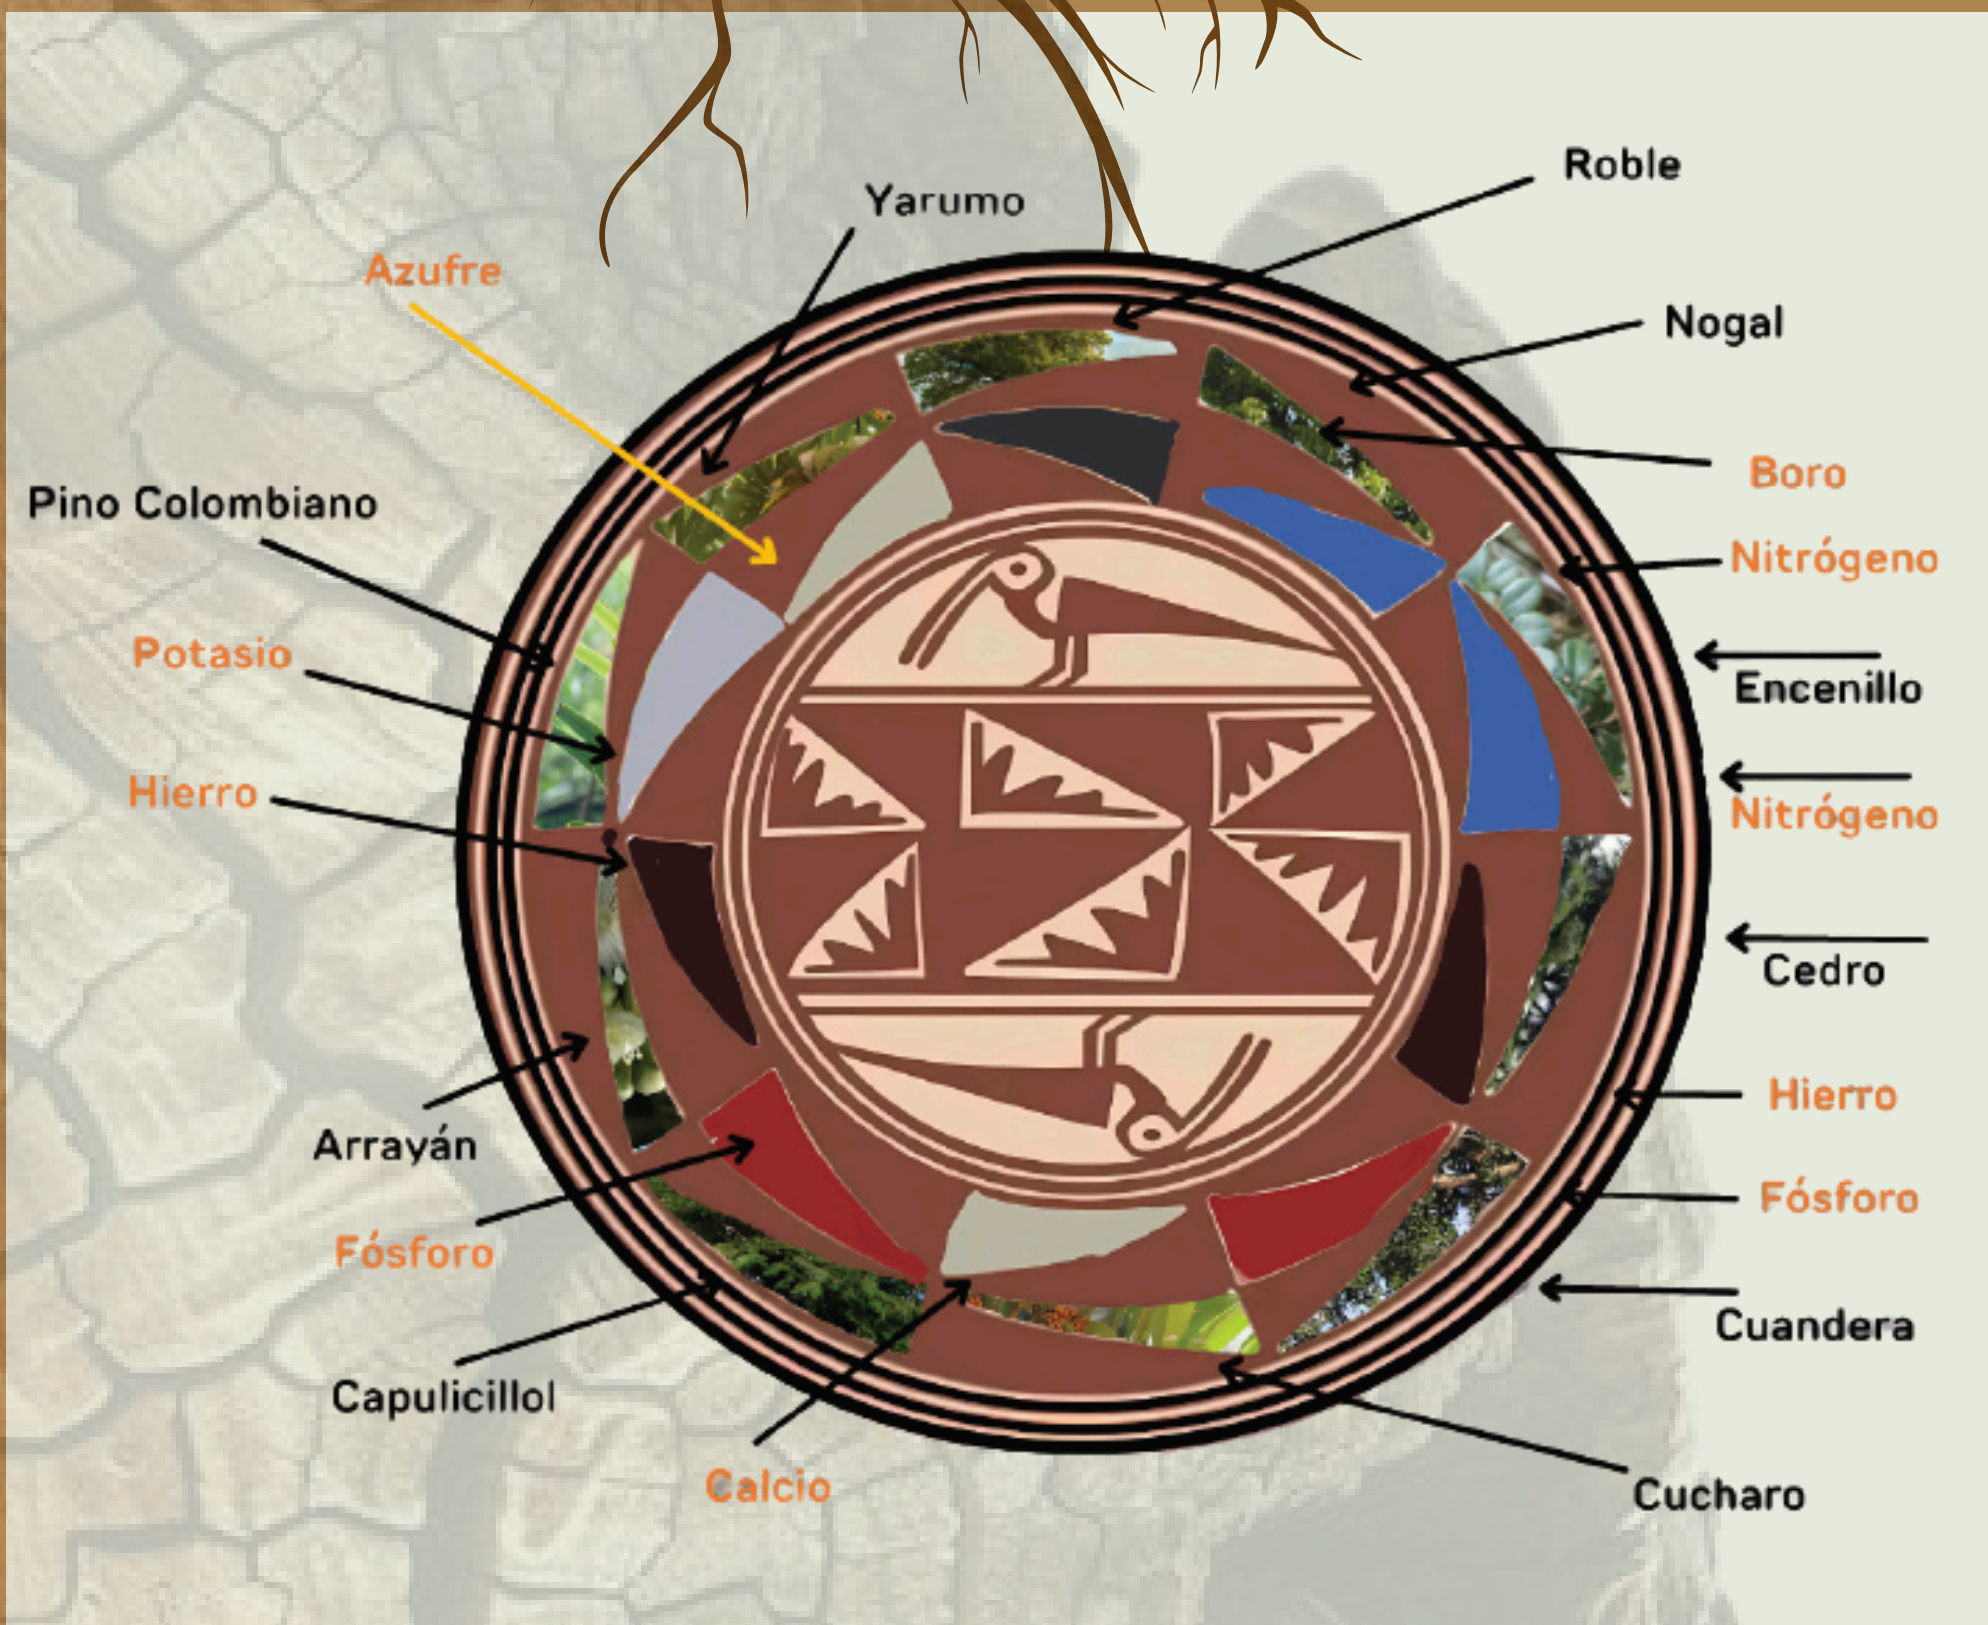 Roble
Yarumo
Azufre
Nogal
Boro
Pino Colombiano
Nitrógeno
Potasio
Encenillo
Hierro
Nitrógeno
Cedro
Hierro
Arrayán
Fósforo
Fósforo
Cuandera
Capulicillol
Calcio
Cucharo